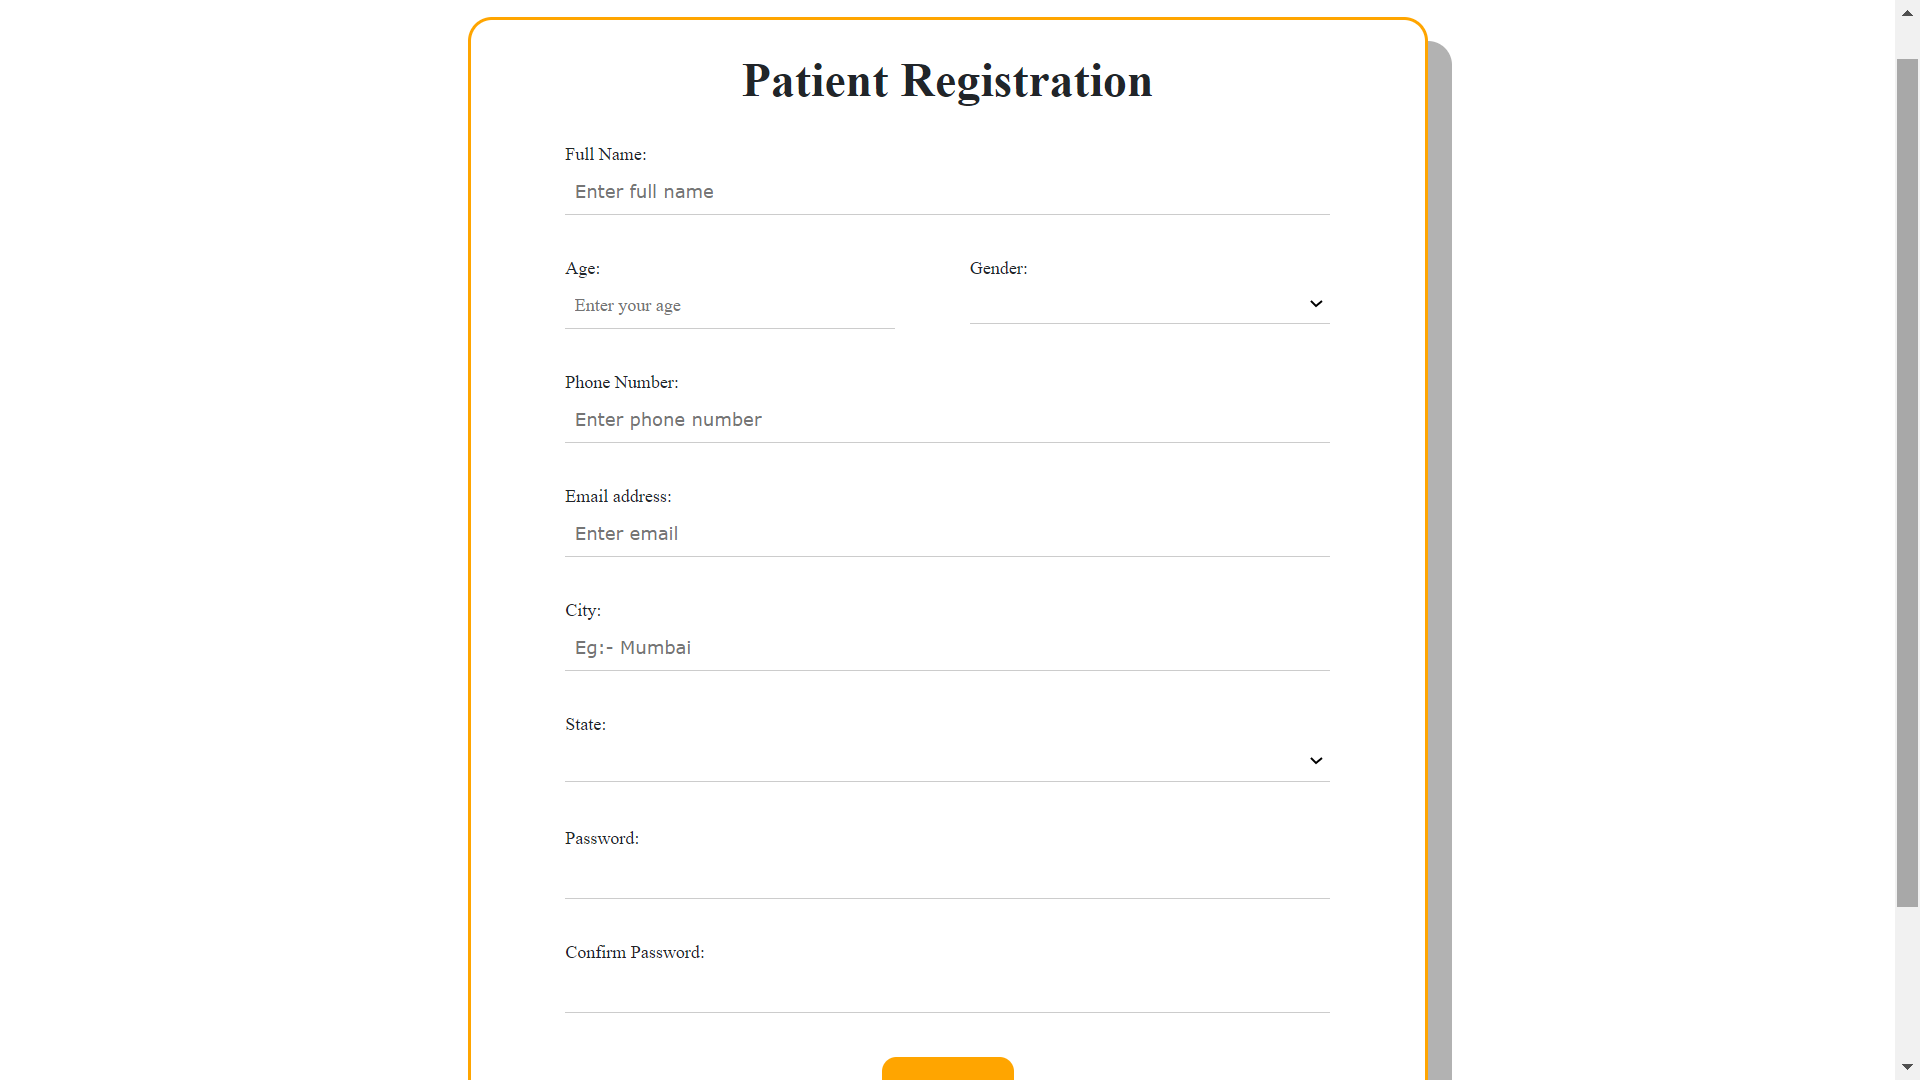 Patient Registration
Full Name:
Enter full name
Age:
Gender:
Enter your age
Phone Number:
Enter phone number
Email address:
Enter email
City:
Eg:- Mumbai
State:
Password:
Confirm Password: